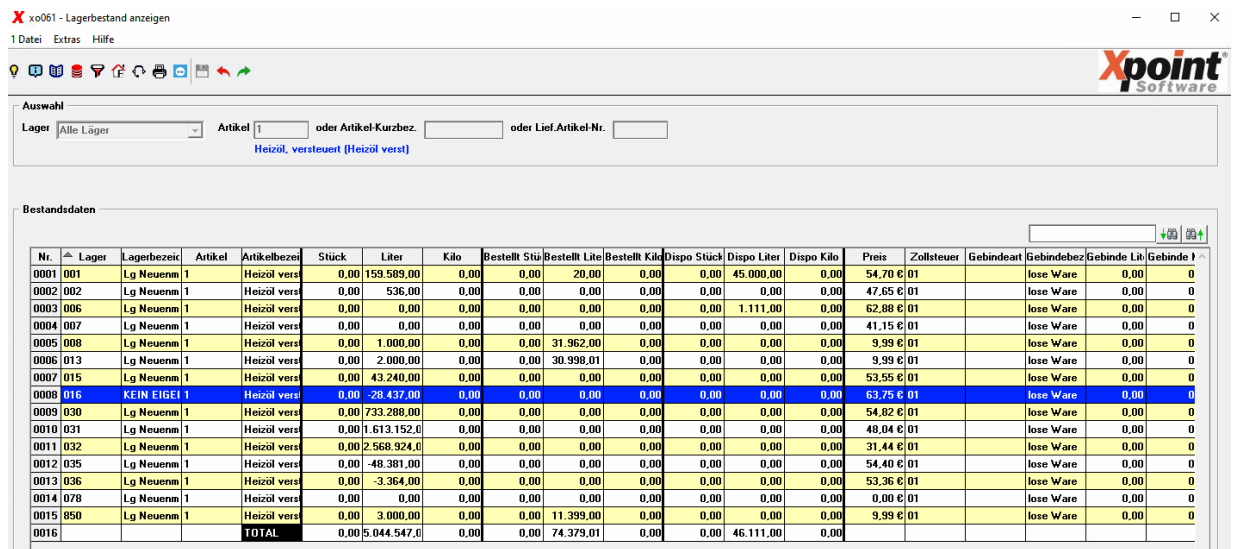 X xo061 - Lagerbestand anzeigen
1 Datei Extras Hilfe
Xpoint Software
Auswahl
Lager Alle Läger Artikel 1 oder Artikel-Kurzbez. oder Lief.Artikel-Nr.
Heizöl, versteuert (Heizöl verst)
Bestandsdaten
Nr. Lager Lagerbezeic Artikel Artikelbezei Stück Liter Kilo Bestellt Stü Bestellt Lite Bestellt Kilo Dispo Stück Dispo Liter Dispo Kilo Preis Zollsteuer Gebindeart Gebindebez Gebinde Lit Gebinde
0001 001 Lg Neuenm 1 Heizöl verst 0,00 159.589,00 0,00 0,00 20,00 0,00 0,00 45.000,00 0,00 54,70 € 01 lose Ware 0,00 0
0002 002 Lg Neuenm 1 Heizöl verst 0,00 536,00 0,00 0,00 0,00 0,00 0,00 0,00 0,00 47,65 € 01 lose Ware 0,00 0
0003 006 Lg Neuenm 1 Heizöl verst 0,00 0,00 0,00 0,00 0,00 0,00 0,00 1.111,00 0,00 62,88 € 01 lose Ware 0,00 0
0004 007 Lg Neuenm 1 Heizöl verst 0,00 0,00 0,00 0,00 0,00 0,00 0,00 0,00 0,00 41,15 € 01 lose Ware 0,00 0
0005 008 Lg Neuenm 1 Heizöl verst 0,00 1.000,00 0,00 0,00 31.962,00 0,00 0,00 0,00 0,00 9,99 € 01 lose Ware 0,00 0
0006 013 Lg Neuenm 1 Heizöl verst 0,00 2.000,00 0,00 0,00 30.998,01 0,00 0,00 0,00 0,00 9,99 € 01 lose Ware 0,00 0
0007 015 Lg Neuenm 1 Heizöl verst 0,00 43.240,00 0,00 0,00 0,00 0,00 0,00 0,00 0,00 53,55 € 01 lose Ware 0,00 0
0008 016 KEIN EIGEI 1 Heizöl verst 0,00 -28.437,00 0,00 0,00 0,00 0,00 0,00 0,00 0,00 63,75 € 01 lose Ware 0,00 0
0009 030 Lg Neuenm 1 Heizöl verst 0,00 733.288,00 0,00 0,00 0,00 0,00 0,00 0,00 0,00 54,82 € 01 lose Ware 0,00 0
0010 031 Lg Neuenm 1 Heizöl verst 0,00 1.613.152,0 0,00 0,00 0,00 0,00 0,00 0,00 0,00 48,04 € 01 lose Ware 0,00 0
0011 032 Lg Neuenm 1 Heizöl verst 0,00 2.568.924,0 0,00 0,00 0,00 0,00 0,00 0,00 0,00 31,44 € 01 lose Ware 0,00 0
0012 035 Lg Neuenm 1 Heizöl verst 0,00 -48.381,00 0,00 0,00 0,00 0,00 0,00 0,00 0,00 54,40 € 01 lose Ware 0,00 0
0013 036 Lg Neuenm 1 Heizöl verst 0,00 -3.364,00 0,00 0,00 0,00 0,00 0,00 0,00 0,00 53,36 € 01 lose Ware 0,00 0
0014 078 Lg Neuenm 1 Heizöl verst 0,00 0,00 0,00 0,00 0,00 0,00 0,00 0,00 0,00 0,00 € 01 lose Ware 0,00 0
0015 850 Lg Neuenm 1 Heizöl verst 0,00 3.000,00 0,00 0,00 11.399,00 0,00 0,00 0,00 0,00 9,99 € 01 lose Ware 0,00 0
0016 TOTAL 0,00 5.044.547,0 0,00 0,00 74.379,01 0,00 0,00 46.111,00 0,00